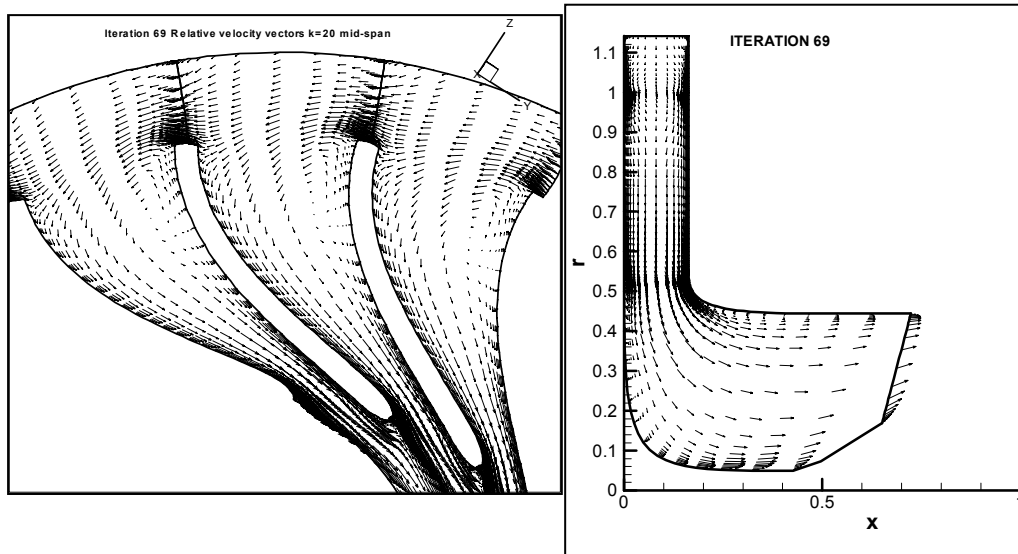 Iteration 69 Relative velocity vectors k=20 mid-span
Z
X
Y
ITERATION 69
1.1
1
0.9
0.8
0.7
0.6
0.5
0.4
0.3
0.2
0.1
0
r
0
0.5
1
x